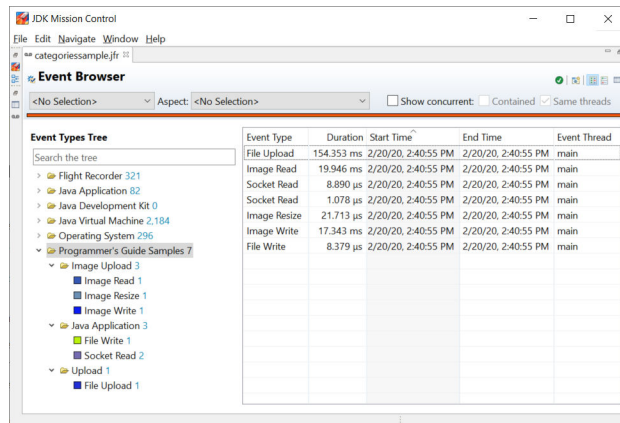 JDK Mission Control
File Edit Navigate Window Help
categoriessample.jfr
Event Browser
<No Selection> Aspect: <No Selection> Show concurrent: Contained Same threads
Event Types Tree
Search the tree
Flight Recorder 321
Java Application 82
Java Development Kit 0
Java Virtual Machine 2,184
Operating System 296
Programmer's Guide Samples 7
Image Upload 3
Image Read 1
Image Resize 1
Image Write 1
Java Application 3
File Write 1
Socket Read 2
Upload 1
File Upload 1
Event Type Duration Start Time End Time Event Thread
File Upload 154.353 ms 2/20/20, 2:40:55 PM 2/20/20, 2:40:55 PM main
Image Read 19.946 ms 2/20/20, 2:40:55 PM 2/20/20, 2:40:55 PM main
Socket Read 8.890 μs 2/20/20, 2:40:55 PM 2/20/20, 2:40:55 PM main
Socket Read 1.078 μs 2/20/20, 2:40:55 PM 2/20/20, 2:40:55 PM main
Image Resize 21.713 μs 2/20/20, 2:40:55 PM 2/20/20, 2:40:55 PM main
Image Write 17.343 ms 2/20/20, 2:40:55 PM 2/20/20, 2:40:55 PM main
File Write 8.379 μs 2/20/20, 2:40:55 PM 2/20/20, 2:40:55 PM main